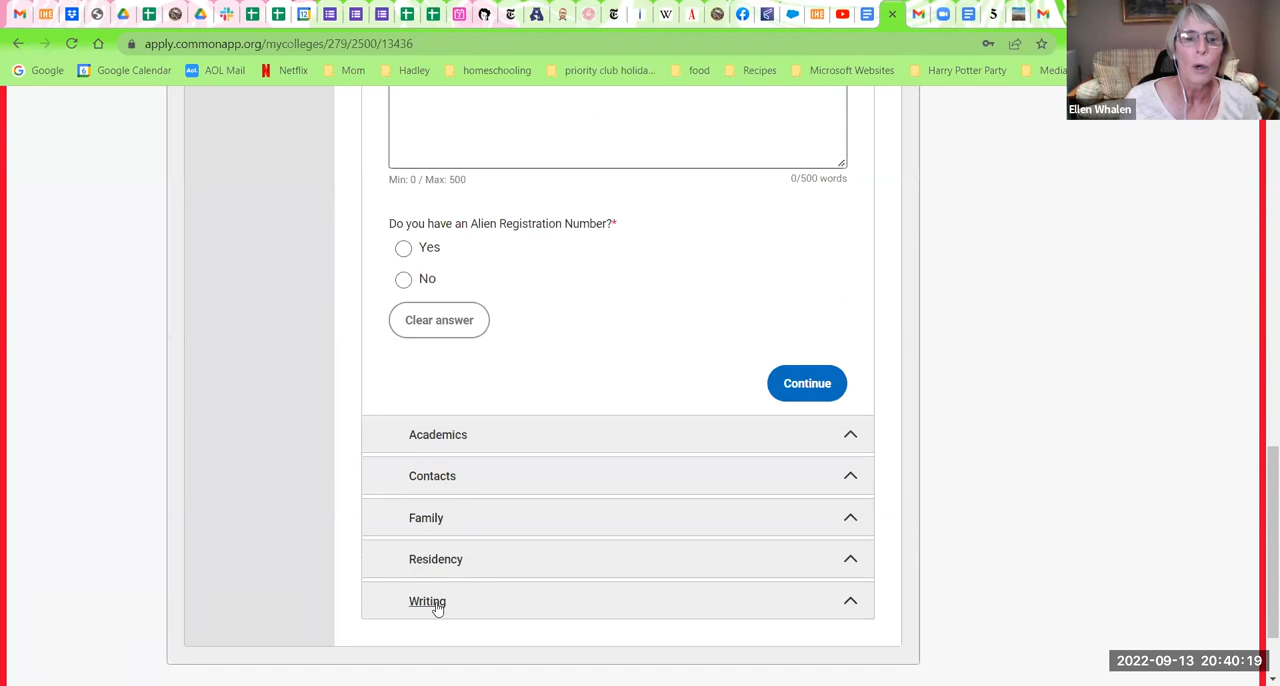 apply.commonapp.org/mycolleges/279/2500/13436
Google
Google Calendar
AOL Mail
Netflix
Mom
Hadley
homeschooling
priority club holida...
food
Recipes
Microsoft Websites
Harry Potter Party
Media
Ellen Whalen
Min: 0 / Max: 500
0/500 words
Do you have an Alien Registration Number?*
Yes
No
Clear answer
Continue
Academics
Contacts
Family
Residency
Writing
2022-09-13 20:40:19